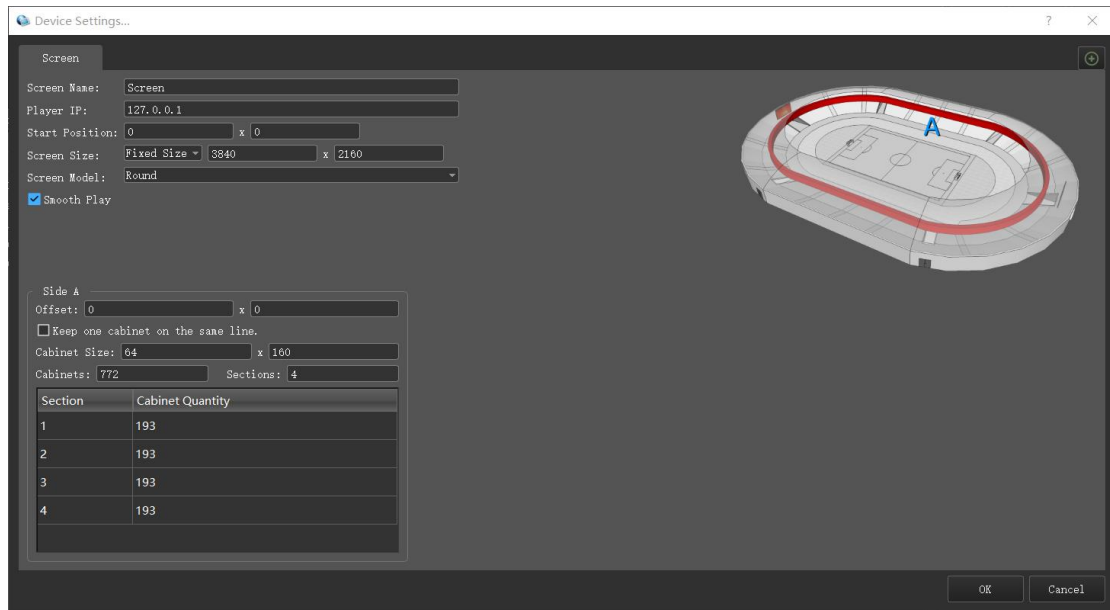 Device Settings...
Screen
Screen Name: Screen
Player IP: 127.0.0.1
Start Position: 0 x 0
Screen Size: Fixed Size 3840 x 2160
Screen Model: Round
Smooth Play
A
Side A
Offset: 0 x 0
Keep one cabinet on the same line.
Cabinet Size: 64 x 160
Cabinets: 772 Sections: 4
Section Cabinet Quantity
1 193
2 193
3 193
4 193
OK Cancel